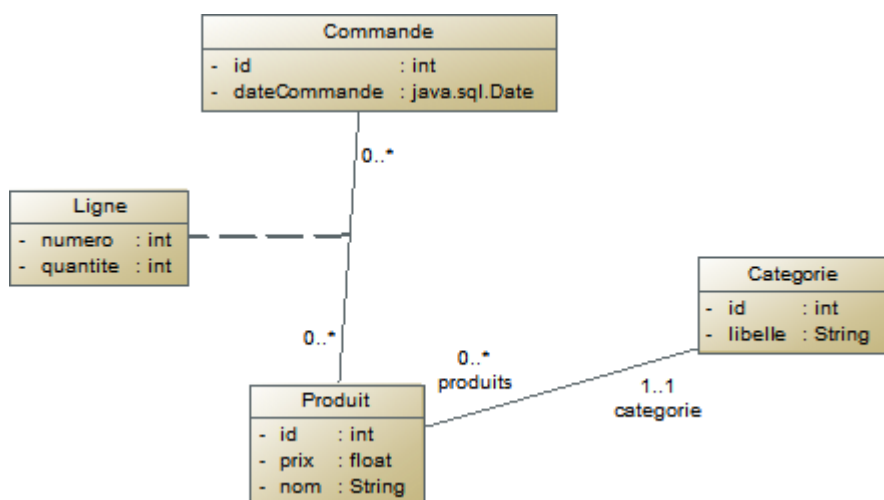 Commande
- id : int
- dateCommande : java.sql.Date
0..*
Ligne
- numero : int
- quantite : int
Categorie
- id : int
- libelle : String
0..*
0..*
produits
1..1
categorie
Produit
- id : int
- prix : float
- nom : String